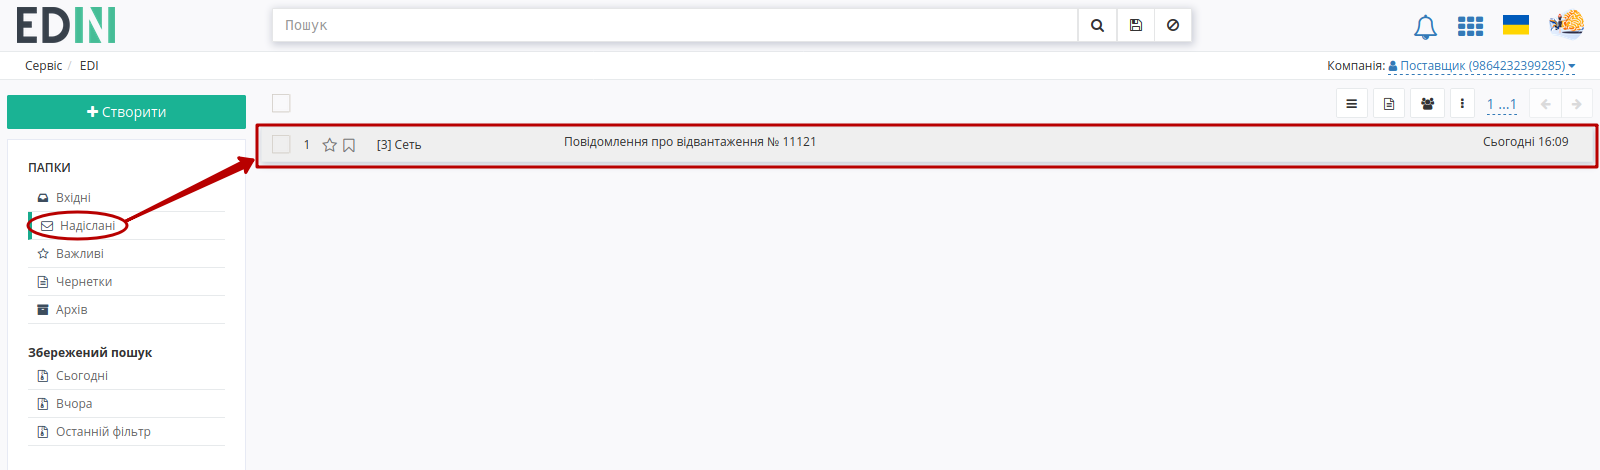 EDIN
Пошук
Сервіс / EDI
Компанія: Поставщик (9864232399285)
Створити
1 ...1
1 [3] Сеть Повідомлення про відвантаження № 11121 Сьогодні 16:09
ПАПКИ
Вхідні
Надіслані
Важливі
Чернетки
Архів
Збережений пошук
Сьогодні
Вчора
Останній фільтр